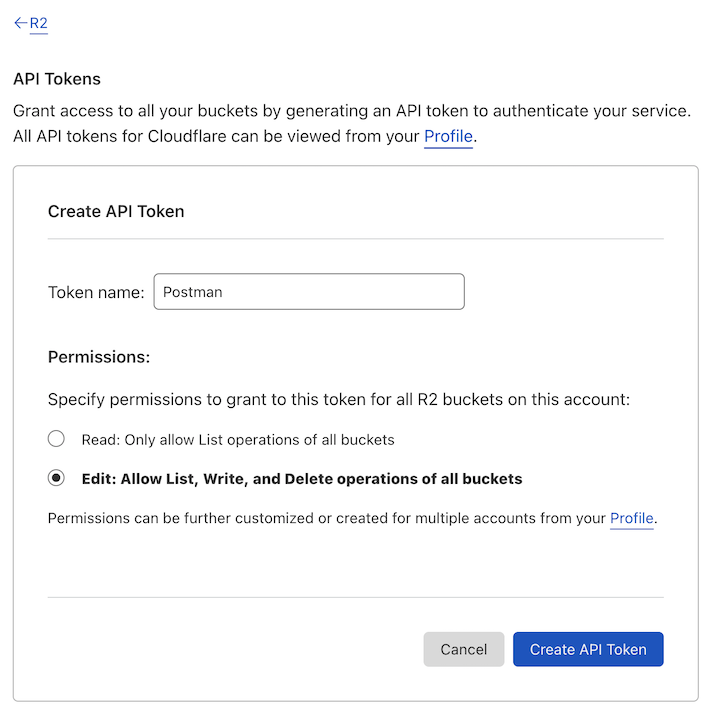 ←R2
API Tokens
Grant access to all your buckets by generating an API token to authenticate your service.
All API tokens for Cloudflare can be viewed from your Profile.
Create API Token
Token name: Postman
Permissions:
Specify permissions to grant to this token for all R2 buckets on this account:
Read: Only allow List operations of all buckets
Edit: Allow List, Write, and Delete operations of all buckets
Permissions can be further customized or created for multiple accounts from your Profile.
Cancel Create API Token